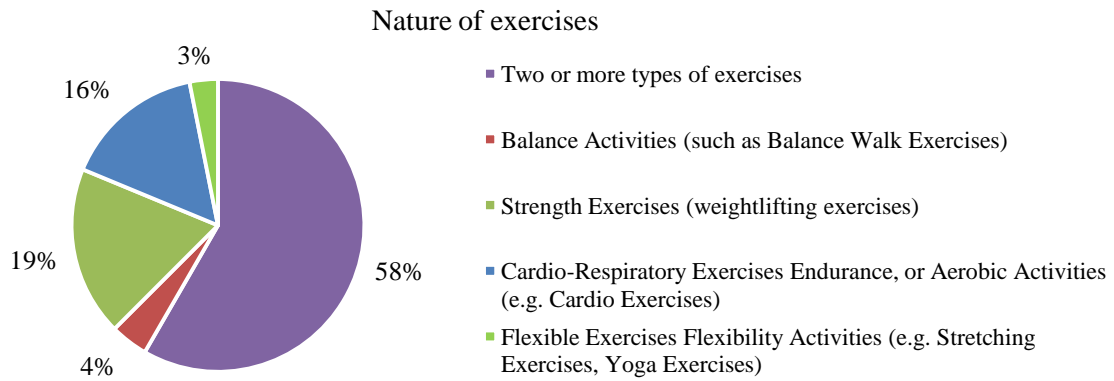 Nature of exercises
3%
16%
19%
4%
58%
Two or more types of exercises
Balance Activities (such as Balance Walk Exercises)
Strength Exercises (weightlifting exercises)
Cardio-Respiratory Exercises Endurance, or Aerobic Activities
(e.g. Cardio Exercises)
Flexible Exercises Flexibility Activities (e.g. Stretching
Exercises, Yoga Exercises)